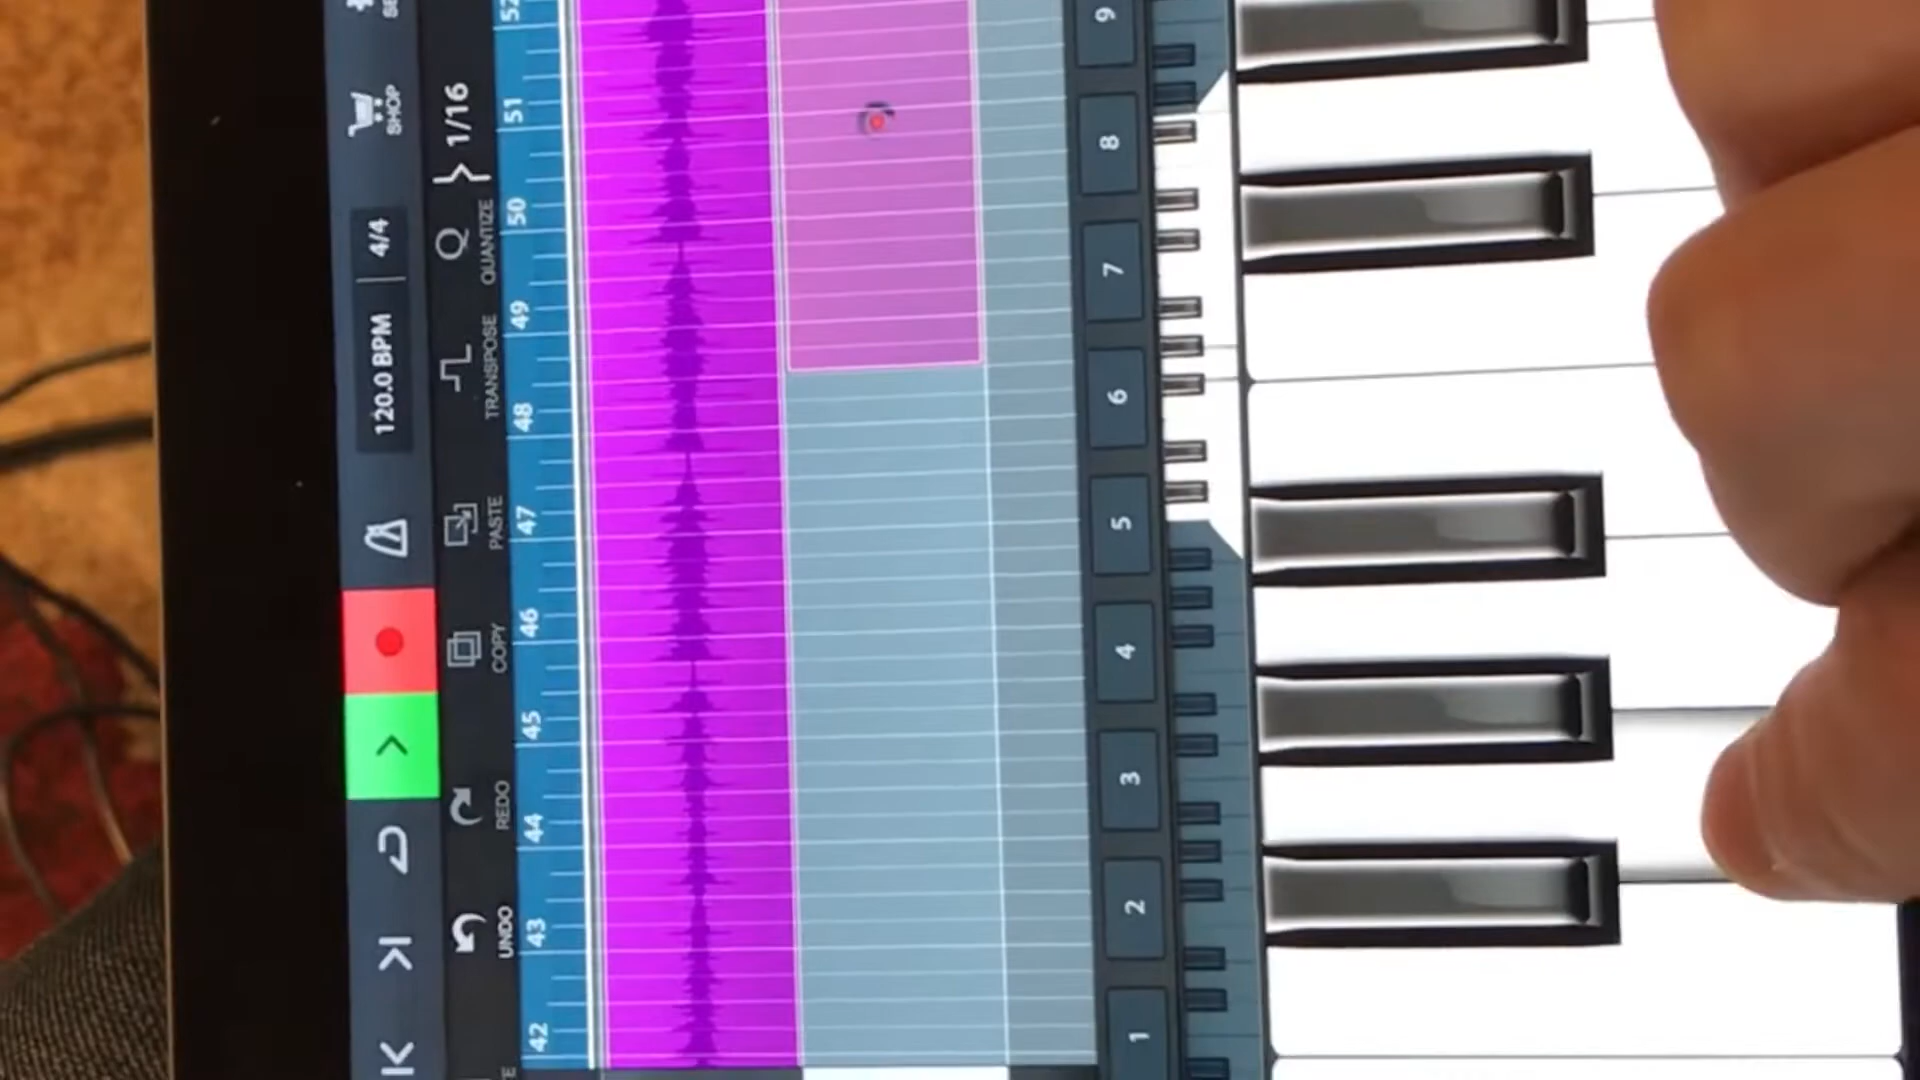 120.0 BPM 4/4 SHOP
UNDO REDO COPY PASTE TRANSPOSE QUANTIZE 1/16
42 43 44 45 46 47 48 49 50 51 52
1 2 3 4 5 6 7 8 9